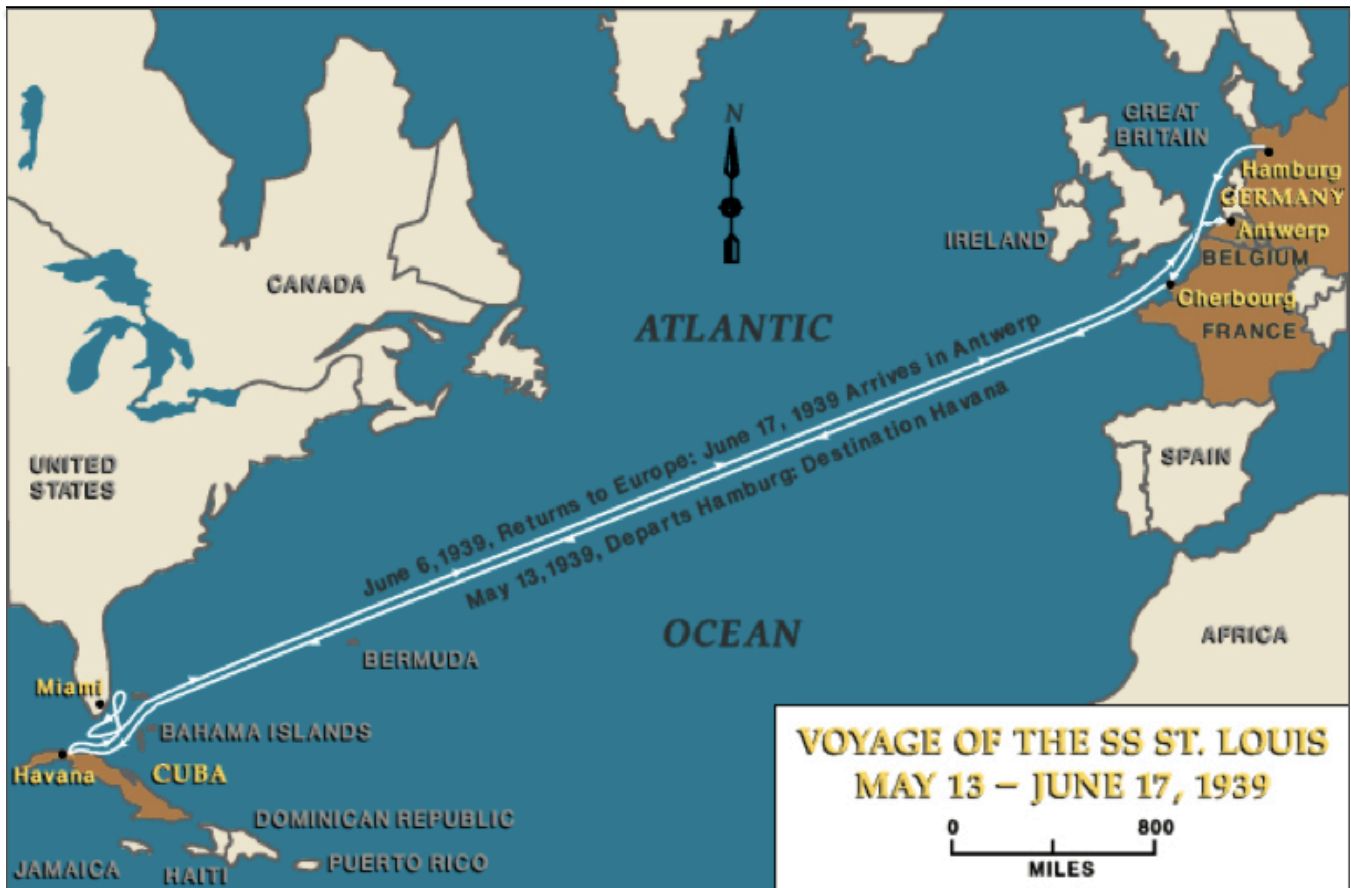 N
GREAT
BRITAIN
Hamburg
GERMANY
Antwerp
IRELAND
BELGIUM
CANADA
Cherbourg
ATLANTIC
FRANCE
June 6, 1939, Returns to Europe: June 17, 1939 Arrives in Antwerp
May 13, 1939, Departs Hamburg: Destination Havana
UNITED
STATES
SPAIN
OCEAN
AFRICA
BERMUDA
Miami
BAHAMA ISLANDS
Havana
CUBA
DOMINICAN REPUBLIC
JAMAICA
HAITI
PUERTO RICO
VOYAGE OF THE SS ST. LOUIS
MAY 13 – JUNE 17, 1939
0 800
MILES